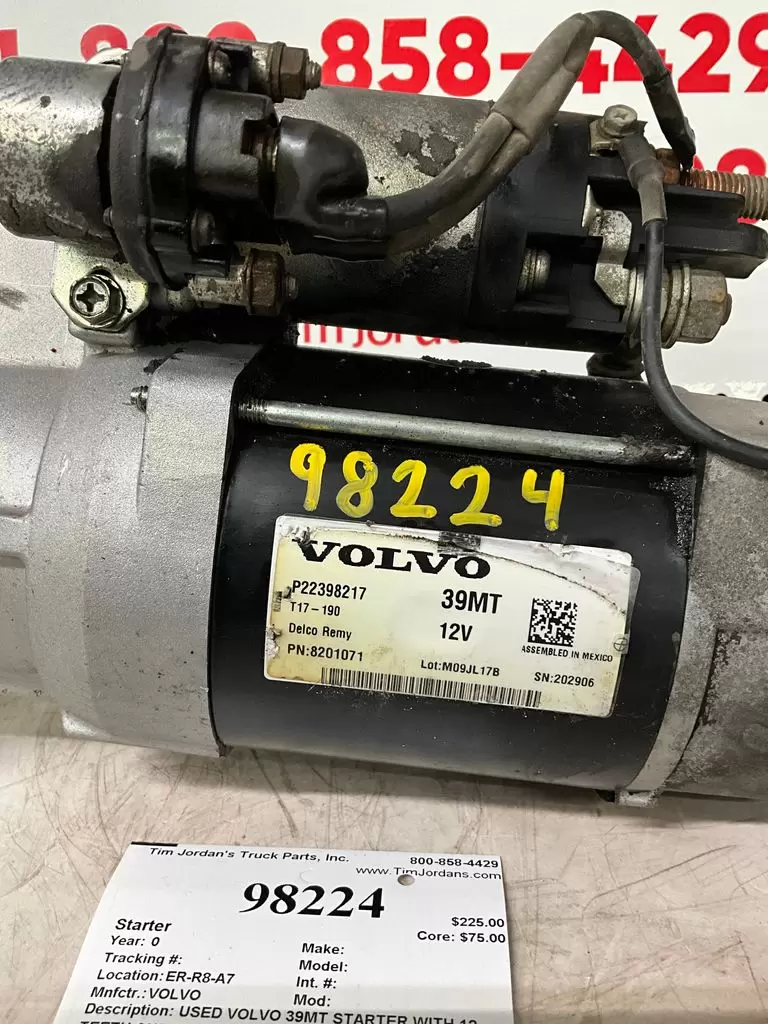 858-4429
Tim Jorda
98224
VOLVO
P22398217
39MT
T17-190
Delco Remy
12V
ASSEMBLED IN MEXICO
PN:8201071
Lot:M09JL17B
SN:202906
Tim Jordan's Truck Parts, Inc.
800-858-4429
www.TimJordans.com
98224
$225.00
Starter
Core: $75.00
Year: 0
Make:
Tracking #:
Model:
Location: ER-R8-A7
Int. #:
Mnfctr.: VOLVO
Mod:
Description: USED VOLVO 39MT STARTER WITH 12